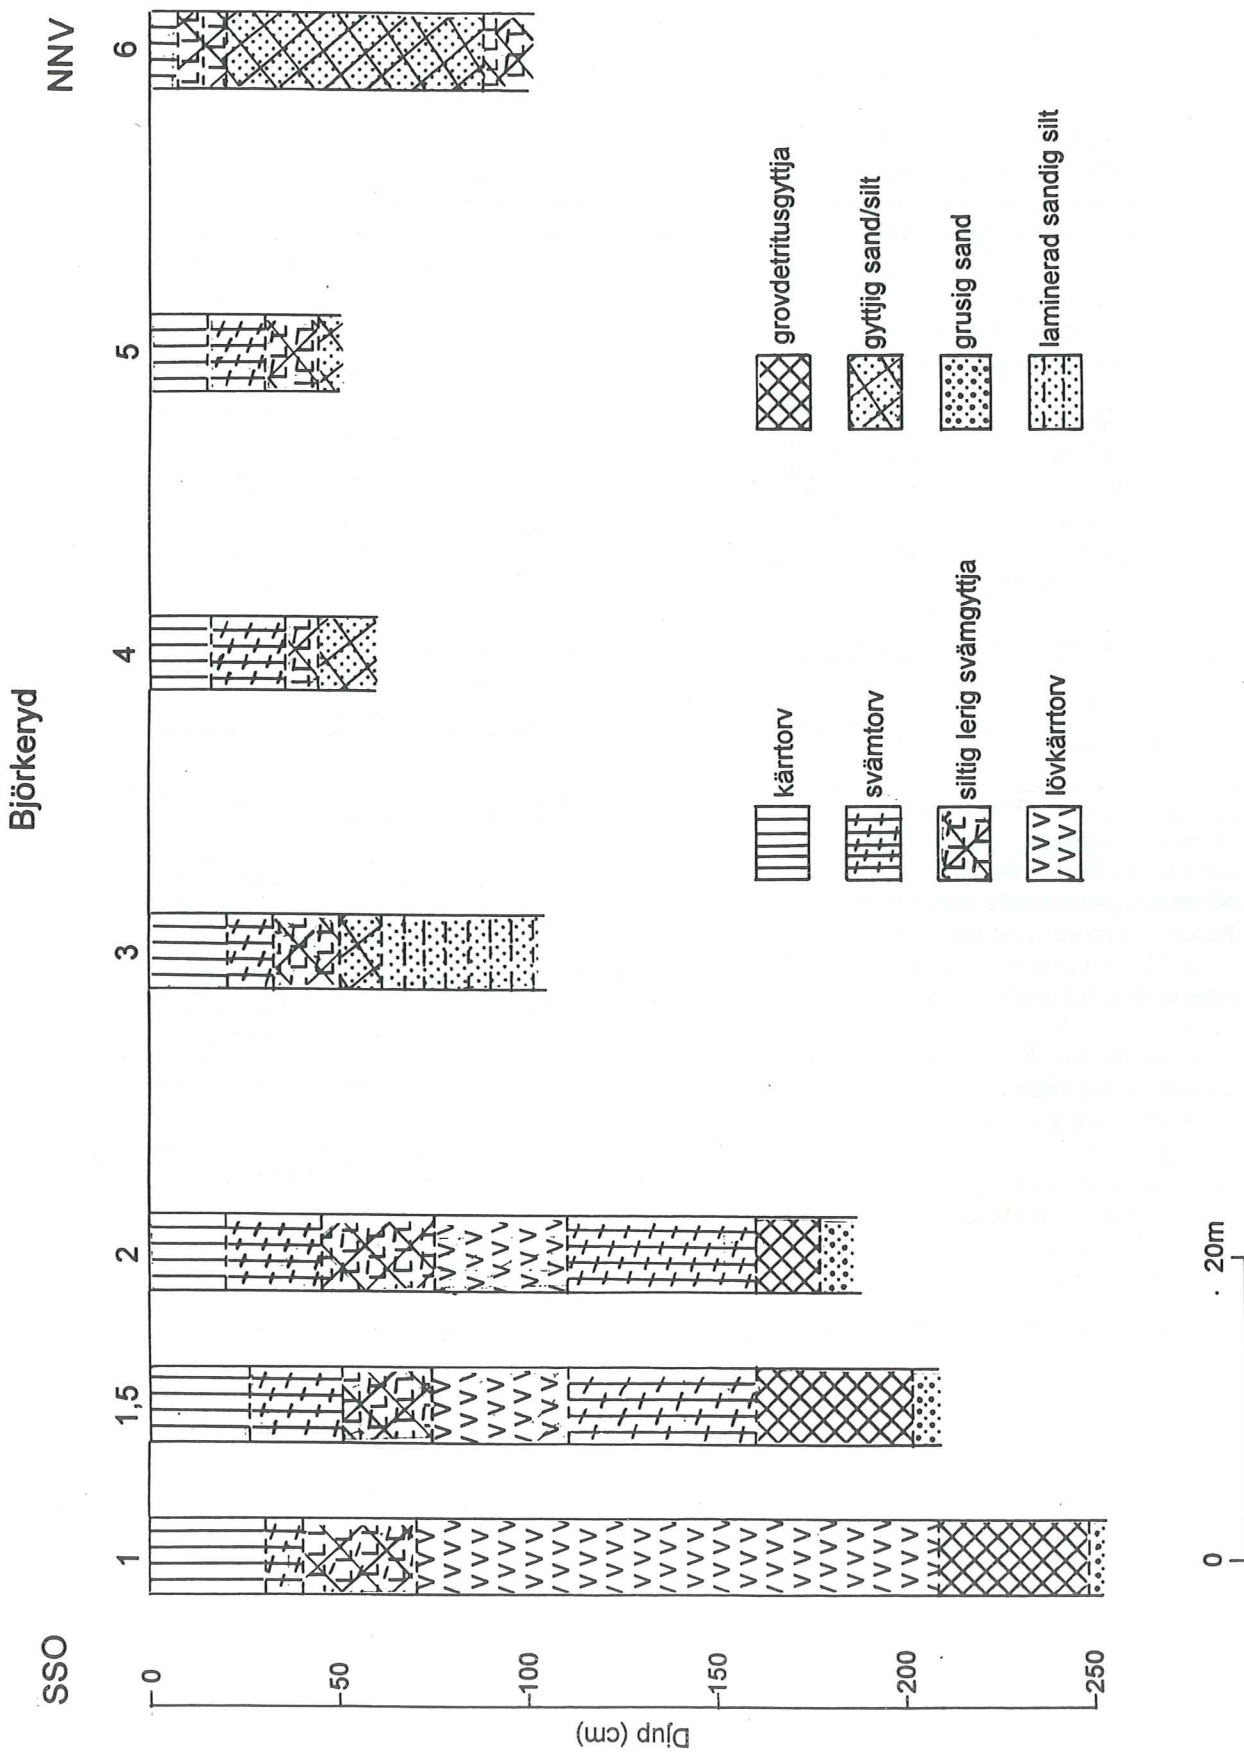 Björkeryd
SSO
NNV
1
1,5
2
3
4
5
6
0
-50
-100
-150
-200
-250
Djup (cm)
kärrtorv
svämtorv
siltig lerig svämgyttja
lövkärrtorv
grovdetritusgyttja
gyttjig sand/silt
grusig sand
laminerad sandig silt
0
20m